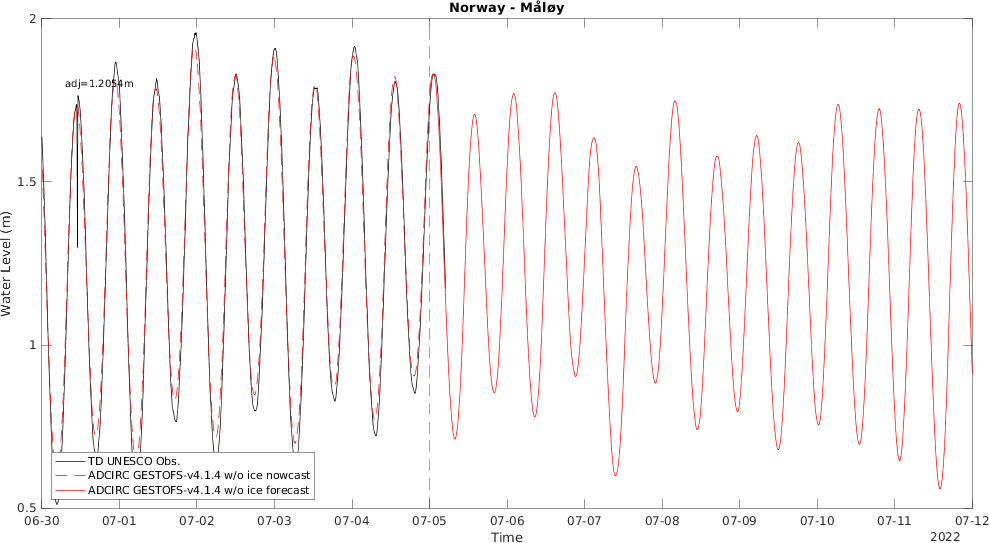 Norway - Måløy
adj=1.2054m
Water Level (m)
2
1.5
1
0.5
TD UNESCO Obs.
ADCIRC GESTOFS-v4.1.4 w/o ice nowcast
ADCIRC GESTOFS-v4.1.4 w/o ice forecast
06-30 07-01 07-02 07-03 07-04 07-05 07-06 07-07 07-08 07-09 07-10 07-11 07-12
Time
2022